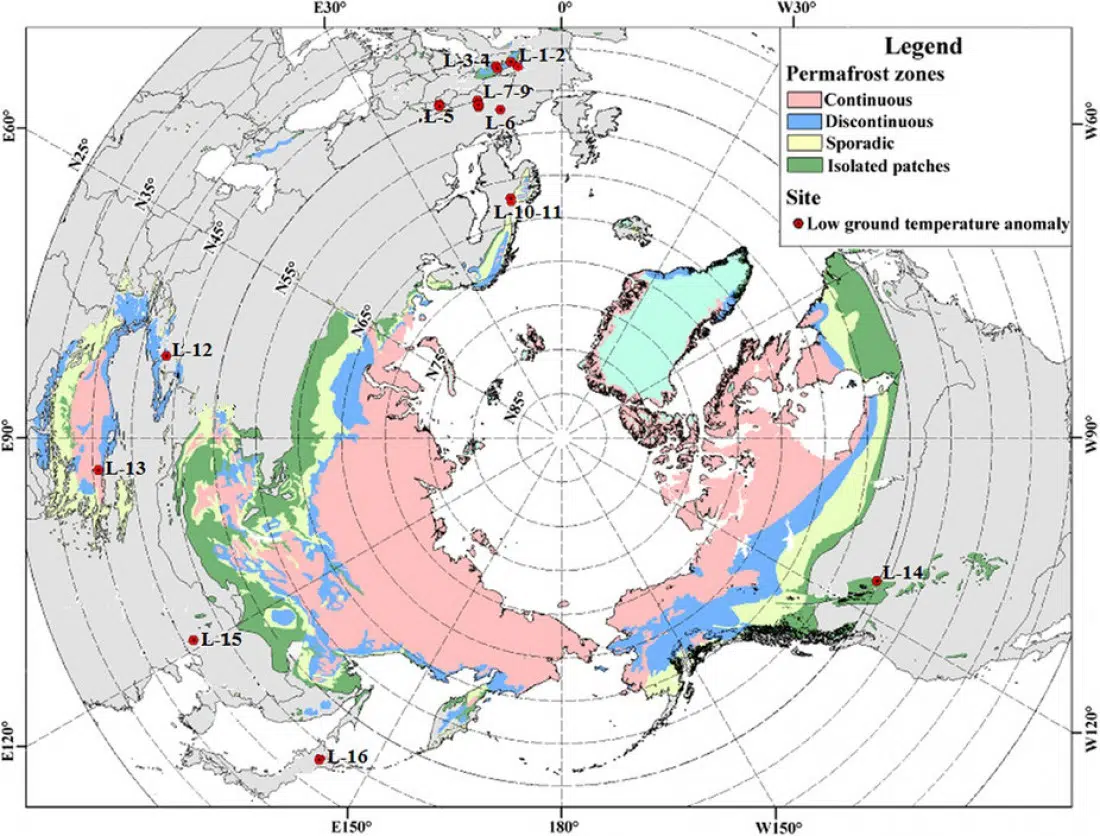 E30°
0°
W30°
Legend
Permafrost zones
Continuous
Discontinuous
Sporadic
Isolated patches
Site
Low ground temperature anomaly
L-3-4
L-1-2
L-7-9
L-5
L-6
E60°
W60°
N25°
N35°
N45°
N55°
N65°
N75°
N85°
L-10-11
L-12
E90°
W90°
L-13
L-14
L-15
L-16
E120°
W120°
E150°
180°
W150°